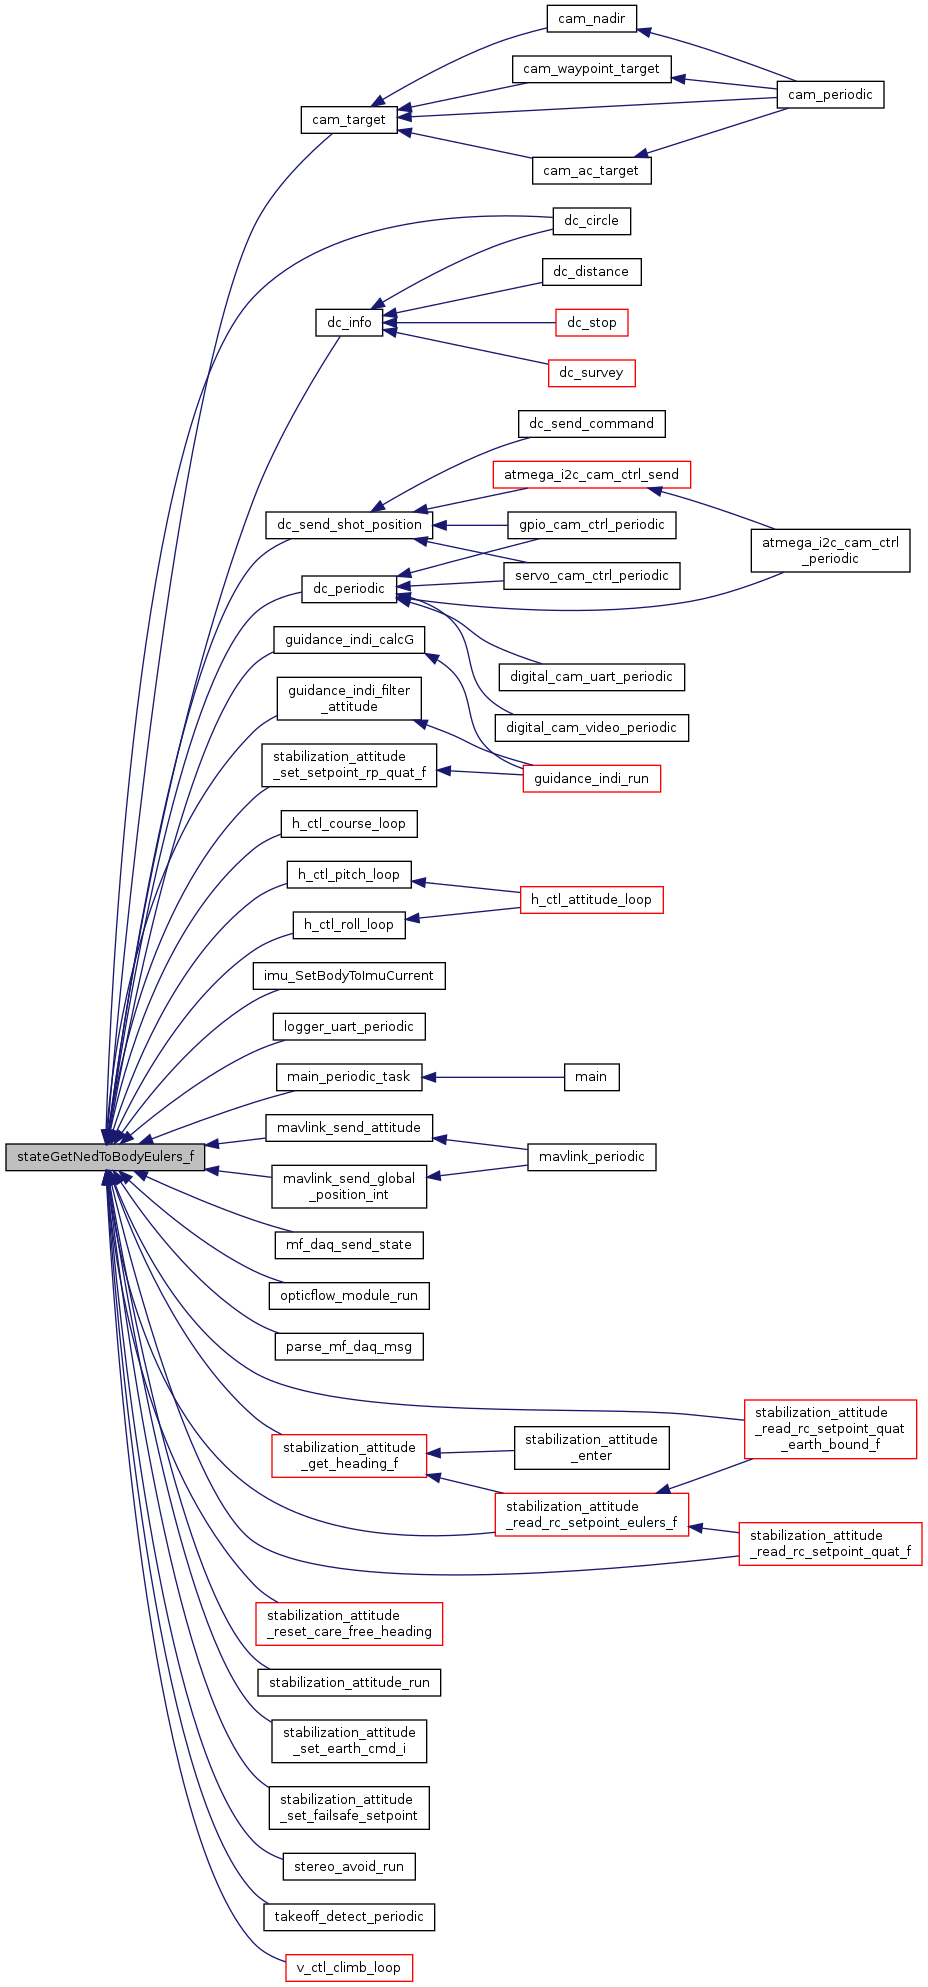 cam_nadir
cam_waypoint_target
cam_periodic
cam_target
cam_ac_target
dc_circle
dc_distance
dc_info
dc_stop
dc_survey
dc_send_command
atmega_i2c_cam_ctrl_send
dc_send_shot_position
gpio_cam_ctrl_periodic
atmega_i2c_cam_ctrl
_periodic
servo_cam_ctrl_periodic
dc_periodic
guidance_indi_calcG
digital_cam_uart_periodic
guidance_indi_filter
_attitude
digital_cam_video_periodic
stabilization_attitude
_set_setpoint_rp_quat_f
guidance_indi_run
h_ctl_course_loop
h_ctl_pitch_loop
h_ctl_attitude_loop
h_ctl_roll_loop
imu_SetBodyToImuCurrent
logger_uart_periodic
main_periodic_task
main
mavlink_send_attitude
stateGetNedToBodyEulers_f
mavlink_periodic
mavlink_send_global
_position_int
mf_daq_send_state
opticflow_module_run
parse_mf_daq_msg
stabilization_attitude
_read_rc_setpoint_quat
_earth_bound_f
stabilization_attitude
_get_heading_f
stabilization_attitude
_enter
stabilization_attitude
_read_rc_setpoint_eulers_f
stabilization_attitude
_read_rc_setpoint_quat_f
stabilization_attitude
_reset_care_free_heading
stabilization_attitude_run
stabilization_attitude
_set_earth_cmd_i
stabilization_attitude
_set_failsafe_setpoint
stereo_avoid_run
takeoff_detect_periodic
v_ctl_climb_loop